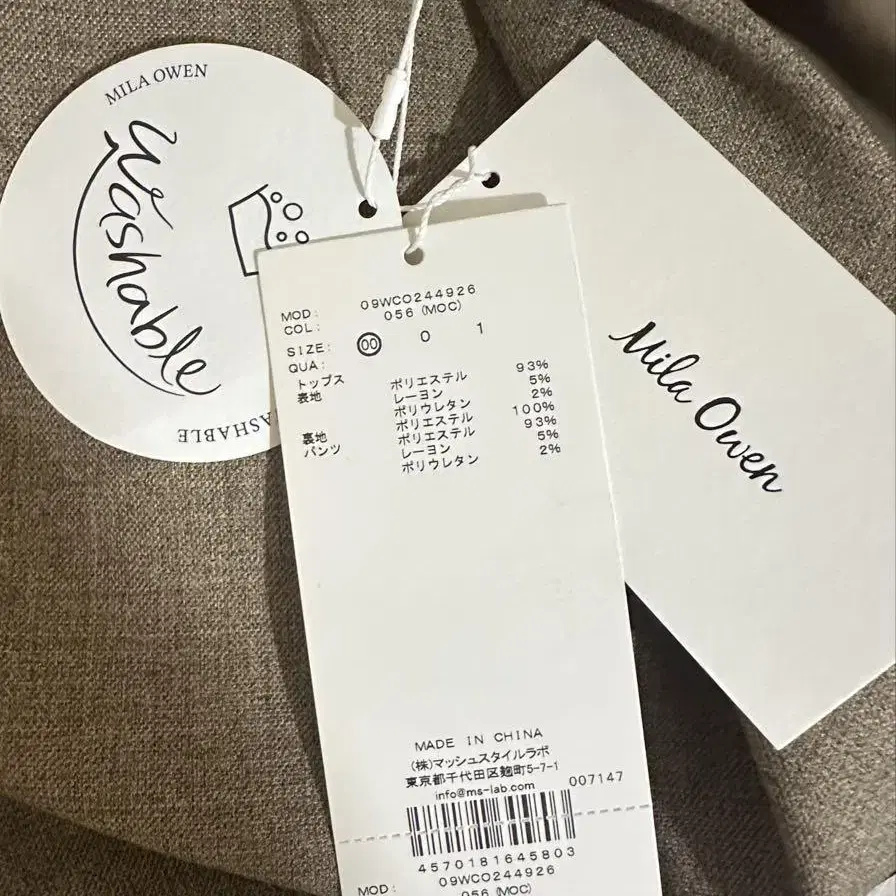 MILA OWEN
Washable
WASHABLE
MOD: 09WCO244926
COL: 056 (MOC)
SIZE: 00 0 1
QUA:
トップス
表地 ポリエステル 93%
レーヨン 5%
ポリウレタン 2%
裏地 ポリエステル 100%
パンツ ポリエステル 93%
レーヨン 5%
ポリウレタン 2%
MADE IN CHINA
(株)マッシュスタイルラボ
東京都千代田区麹町5-7-1
info@ms-lab.com 007147
4570181645803
MOD: 09WCO244926
056 (MOC)
Mila Owen